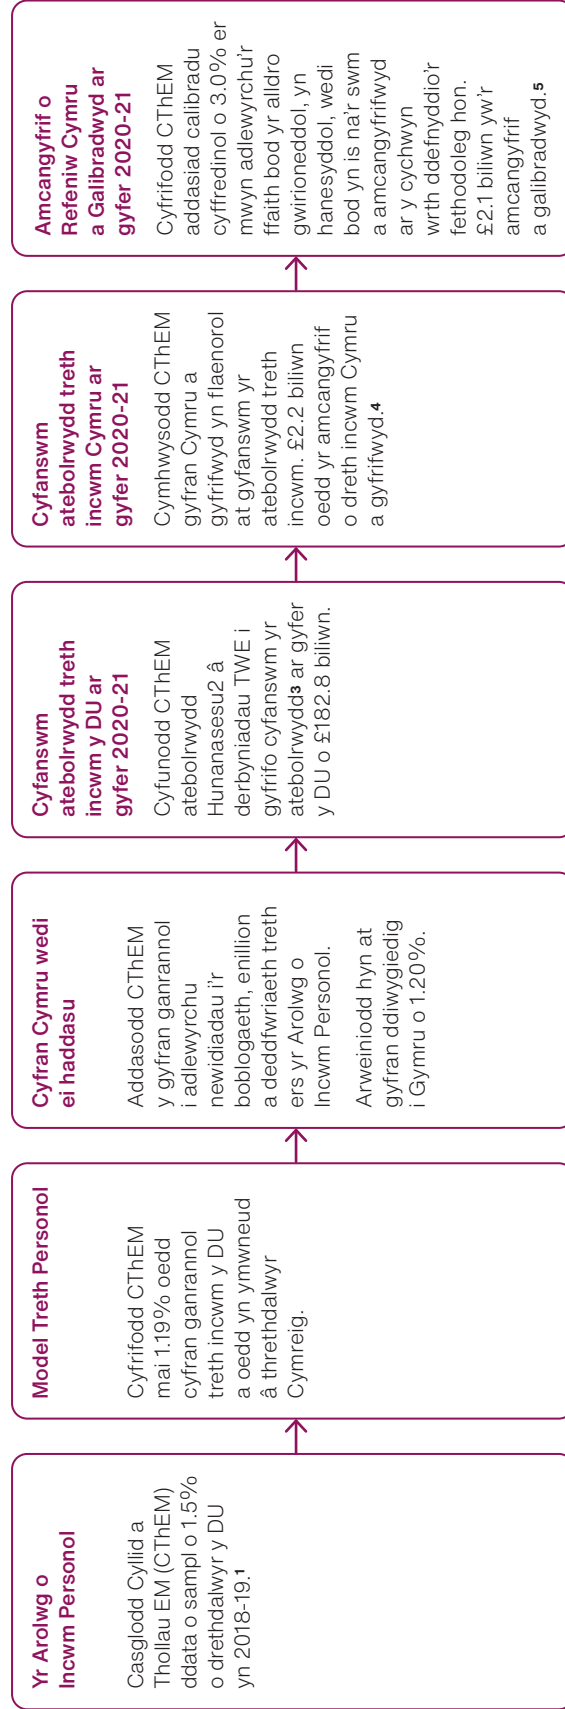 Yr Arolwg o
Incwm Personol
Casglodd Cyllid a
Thollau EM (CThEM)
ddata o sampl o 1.5%
o drethdalwyr y DU
yn 2018-19.¹
Model Treth Personol
Cyfrifodd CThEM
mai 1.19% oedd
cyfran ganrannol
treth incwm y DU
a oedd yn ymwneud
â threthdalwyr
Cymreig.
Cyfran Cymru wedi
ei haddasu
Addasodd CThEM
y gyfran ganrannol
i adlewyrchu
newidiadau i'r
boblogaeth, enillion
a deddfwriaeth treth
ers yr Arolwg o
Incwm Personol.
Arweiniodd hyn at
gyfran ddiwygiedig
i Gymru o 1.20%.
Cyfanswm
atebolrwydd treth
incwm y DU ar
gyfer 2020-21
Cyfunodd CThEM
atebolrwydd
Hunanasesu2 â
derbyniadau TWE i
gyfrifo cyfanswm yr
atebolrwydd³ ar gyfer
y DU o £182.8 biliwn.
Cyfanswm
atebolrwydd treth
incwm Cymru ar
gyfer 2020-21
Cymhwysodd CThEM
gyfran Cymru a
gyfrifwyd yn flaenorol
at gyfanswm yr
atebolrwydd treth
incwm. £2.2 biliwn
oedd yr amcangyfrif
o dreth incwm Cymru
a gyfrifwyd.⁴
Amcangyfrif o
Refeniw Cymru
a Galibradwyd ar
gyfer 2020-21
Cyfrifodd CThEM
addasiad calibradu
cyffredinol o 3.0% er
mwyn adlewyrchu'r
ffaith bod yr alldro
gwirioneddol, yn
hanesyddol, wedi
bod yn is na'r swm
a amcangyfrifwyd
ar y cychwyn
wrth ddefnyddio'r
fethodoleg hon.
£2.1 biliwn yw'r
amcangyfrif
a galibradwyd.⁵